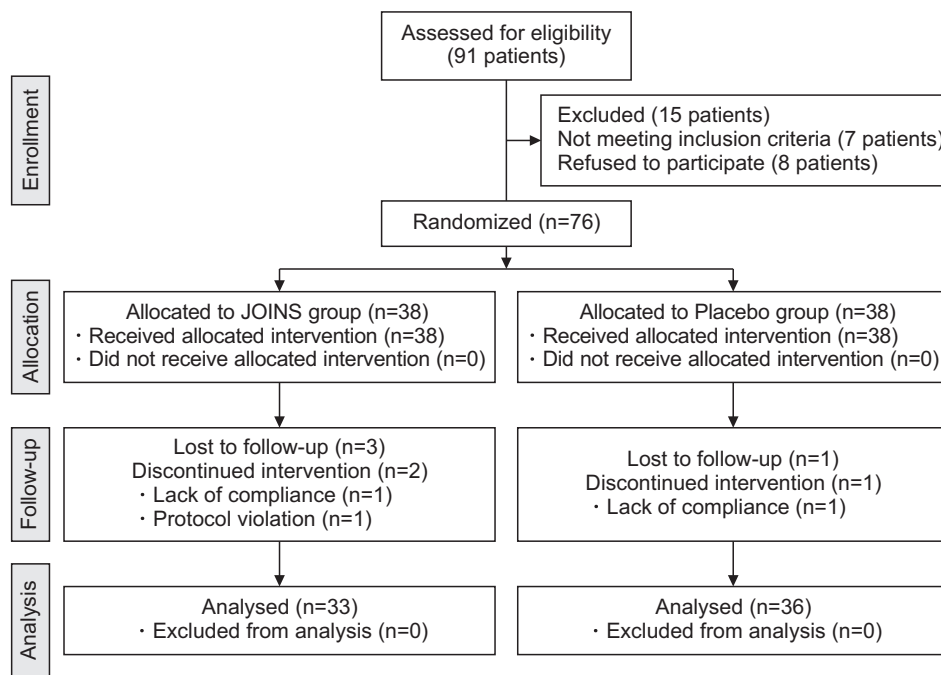 Assessed for eligibility
(91 patients)
Enrollment
Excluded (15 patients)
Not meeting inclusion criteria (7 patients)
Refused to participate (8 patients)
Randomized (n=76)
Allocation
Allocated to JOINS group (n=38)
· Received allocated intervention (n=38)
· Did not receive allocated intervention (n=0)
Allocated to Placebo group (n=38)
· Received allocated intervention (n=38)
· Did not receive allocated intervention (n=0)
Follow-up
Lost to follow-up (n=3)
Discontinued intervention (n=2)
· Lack of compliance (n=1)
· Protocol violation (n=1)
Lost to follow-up (n=1)
Discontinued intervention (n=1)
· Lack of compliance (n=1)
Analysis
Analysed (n=33)
· Excluded from analysis (n=0)
Analysed (n=36)
· Excluded from analysis (n=0)